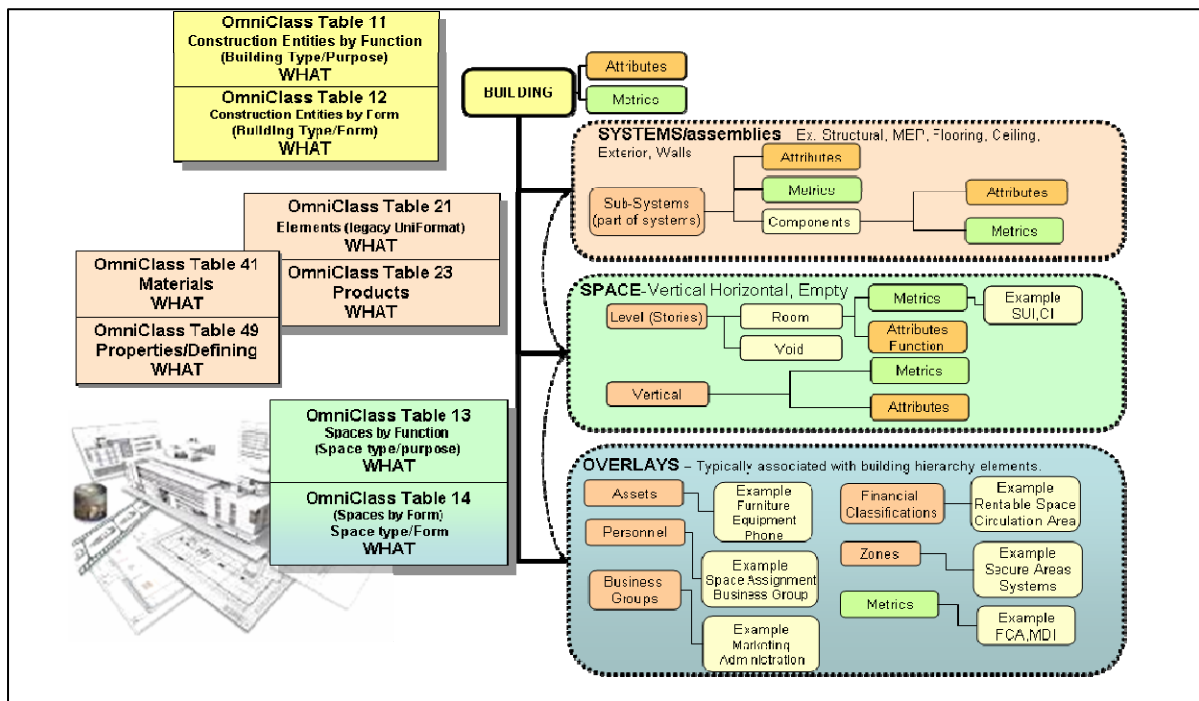 OmniClass Table 11
Construction Entities by Function
(Building Type/Purpose)
WHAT
OmniClass Table 12
Construction Entities by Form
(Building Type/Form)
WHAT
BUILDING
Attributes
Metrics
OmniClass Table 21
Elements (legacy UniFormat)
WHAT
OmniClass Table 23
Products
WHAT
OmniClass Table 41
Materials
WHAT
OmniClass Table 49
Properties/Defining
WHAT
OmniClass Table 13
Spaces by Function
(Space type/purpose)
WHAT
OmniClass Table 14
(Spaces by Form)
Space type/Form
WHAT
SYSTEMS/assemblies Ex. Structural, MEP, Flooring, Ceiling,
Exterior, Walls
Sub-Systems
(part of systems)
Attributes
Metrics
Components
Attributes
Metrics
SPACE-Vertical Horizontal, Empty
Level (Stories)
Room
Void
Metrics
Attributes
Function
Example
SUI,CI
Vertical
Metrics
Attributes
OVERLAYS – Typically associated with building hierarchy elements.
Assets
Example
Furniture
Equipment
Phone
Personnel
Example
Space Assignment
Business Group
Business
Groups
Example
Marketing
Administration
Financial
Classifications
Example
Rentable Space
Circulation Area
Zones
Example
Secure Areas
Systems
Metrics
Example
FCA,MDI